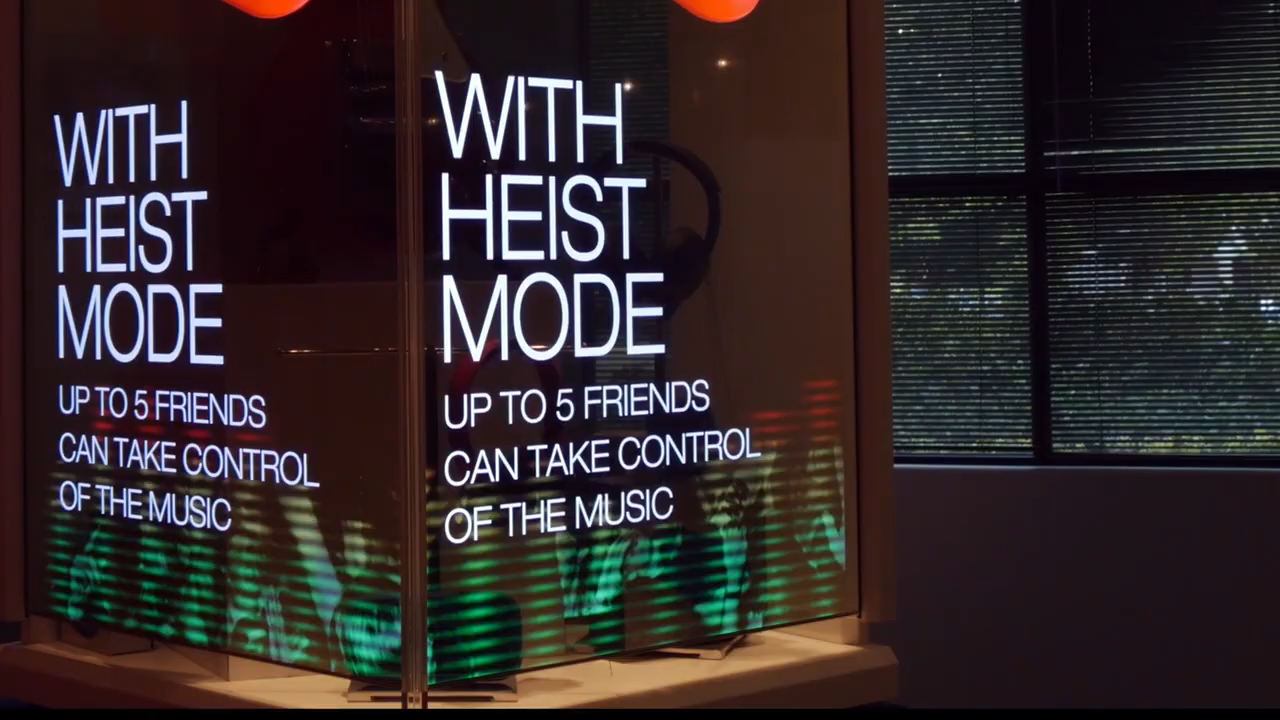 WITH
HEIST
MODE
UP TO 5 FRIENDS
CAN TAKE CONTROL
OF THE MUSIC
WITH
HEIST
MODE
UP TO 5 FRIENDS
CAN TAKE CONTROL
OF THE MUSIC